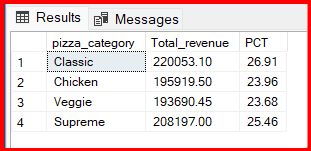 Results Messages
pizza_category Total_revenue PCT
1 Classic 220053.10 26.91
2 Chicken 195919.50 23.96
3 Veggie 193690.45 23.68
4 Supreme 208197.00 25.46